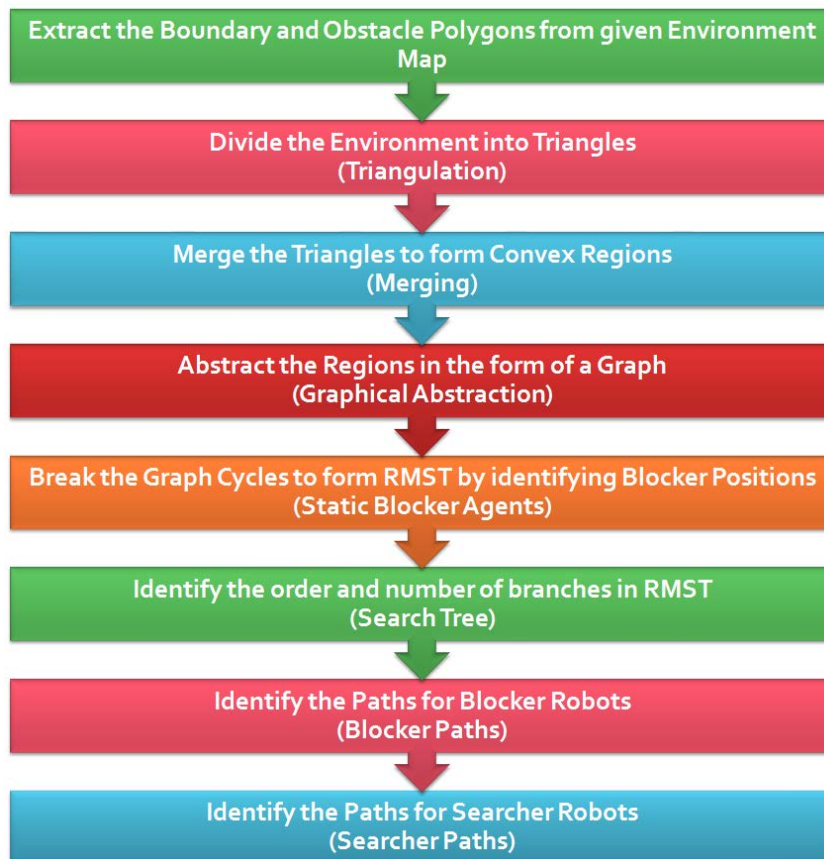 Extract the Boundary and Obstacle Polygons from given Environment
Map
Divide the Environment into Triangles
(Triangulation)
Merge the Triangles to form Convex Regions
(Merging)
Abstract the Regions in the form of a Graph
(Graphical Abstraction)
Break the Graph Cycles to form RMST by identifying Blocker Positions
(Static Blocker Agents)
Identify the order and number of branches in RMST
(Search Tree)
Identify the Paths for Blocker Robots
(Blocker Paths)
Identify the Paths for Searcher Robots
(Searcher Paths)